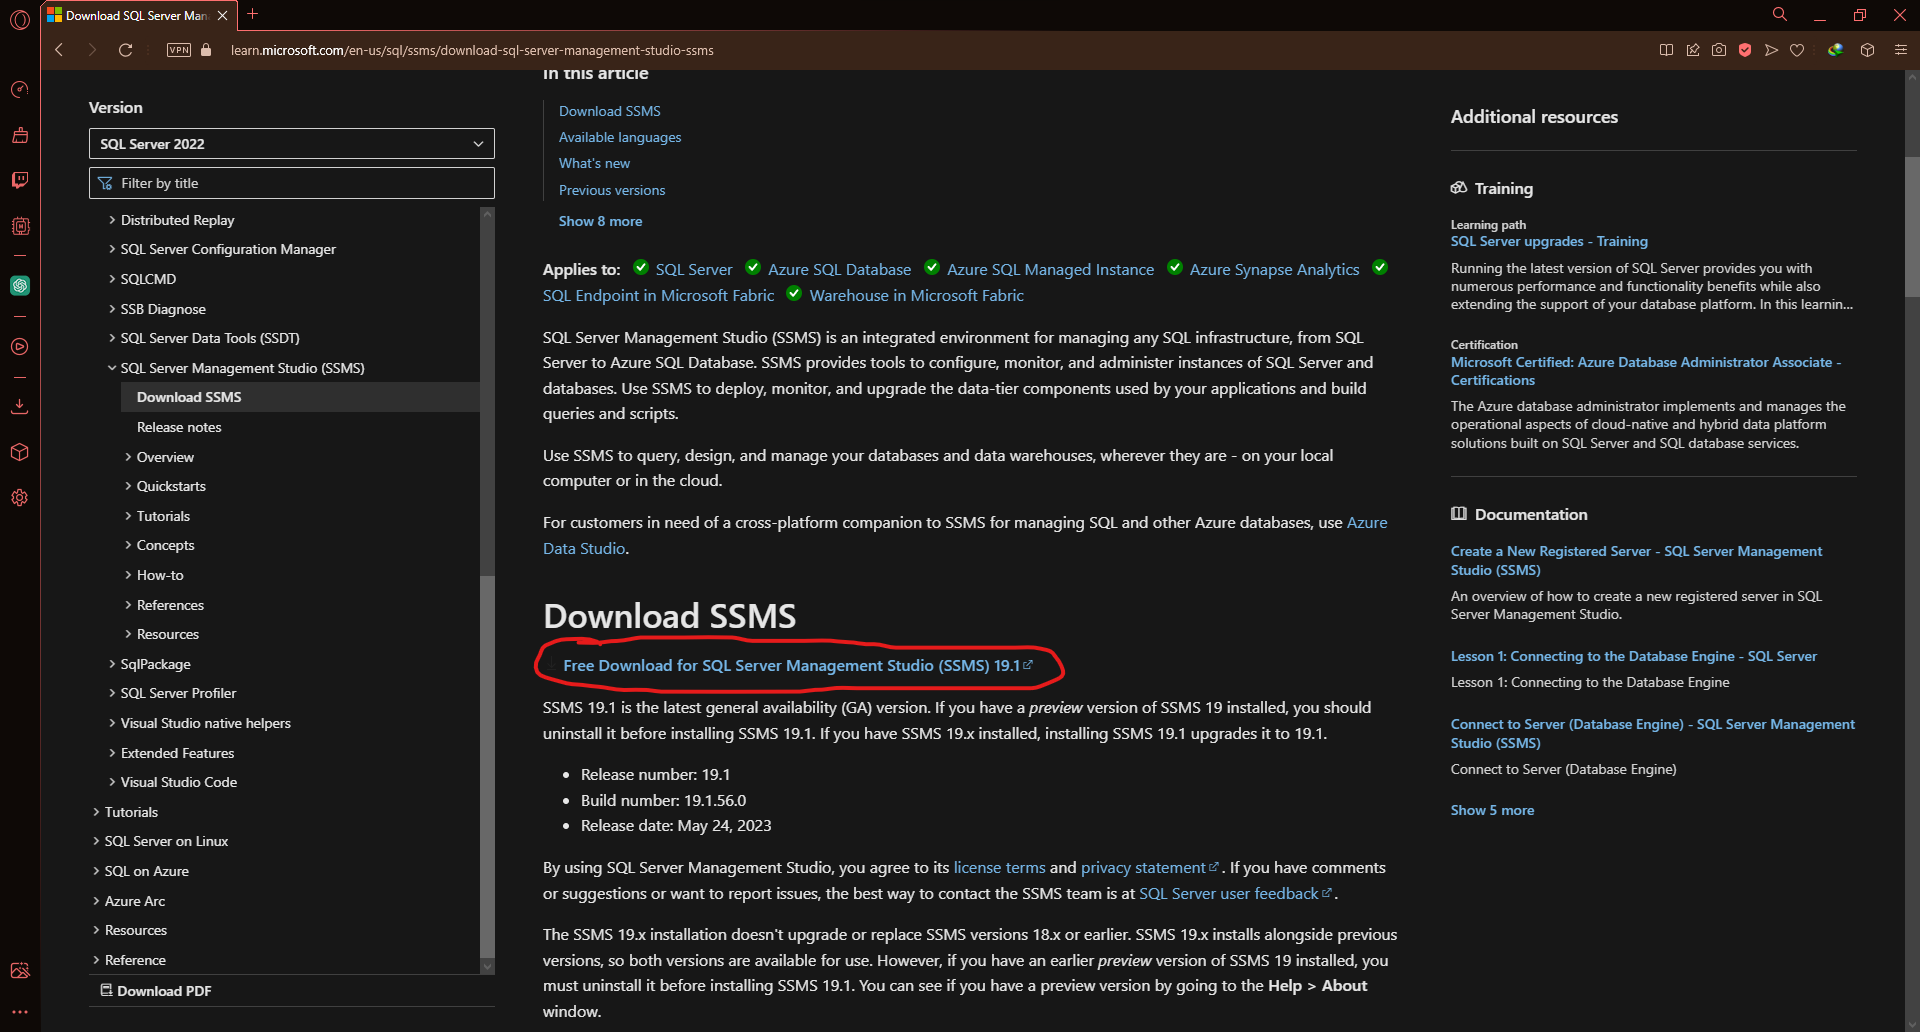 Download SQL Server Man
VPN
learn.microsoft.com/en-us/sql/ssms/download-sql-server-management-studio-ssms
Version
SQL Server 2022
Filter by title
Distributed Replay
SQL Server Configuration Manager
SQLCMD
SSB Diagnose
SQL Server Data Tools (SSDT)
SQL Server Management Studio (SSMS)
Download SSMS
Release notes
Overview
Quickstarts
Tutorials
Concepts
How-to
References
Resources
SqlPackage
SQL Server Profiler
Visual Studio native helpers
Extended Features
Visual Studio Code
Tutorials
SQL Server on Linux
SQL on Azure
Azure Arc
Resources
Reference
Download PDF
In this article
Download SSMS
Available languages
What's new
Previous versions
Show 8 more
Applies to: SQL Server Azure SQL Database Azure SQL Managed Instance Azure Synapse Analytics
SQL Endpoint in Microsoft Fabric Warehouse in Microsoft Fabric
SQL Server Management Studio (SSMS) is an integrated environment for managing any SQL infrastructure, from SQL
Server to Azure SQL Database. SSMS provides tools to configure, monitor, and administer instances of SQL Server and
databases. Use SSMS to deploy, monitor, and upgrade the data-tier components used by your applications and build
queries and scripts.
Use SSMS to query, design, and manage your databases and data warehouses, wherever they are - on your local
computer or in the cloud.
For customers in need of a cross-platform companion to SSMS for managing SQL and other Azure databases, use Azure
Data Studio.
Download SSMS
Free Download for SQL Server Management Studio (SSMS) 19.1
SSMS 19.1 is the latest general availability (GA) version. If you have a preview version of SSMS 19 installed, you should
uninstall it before installing SSMS 19.1. If you have SSMS 19.x installed, installing SSMS 19.1 upgrades it to 19.1.
• Release number: 19.1
• Build number: 19.1.56.0
• Release date: May 24, 2023
By using SQL Server Management Studio, you agree to its license terms and privacy statement. If you have comments
or suggestions or want to report issues, the best way to contact the SSMS team is at SQL Server user feedback.
The SSMS 19.x installation doesn't upgrade or replace SSMS versions 18.x or earlier. SSMS 19.x installs alongside previous
versions, so both versions are available for use. However, if you have an earlier preview version of SSMS 19 installed, you
must uninstall it before installing SSMS 19.1. You can see if you have a preview version by going to the Help > About
window.
Additional resources
Training
Learning path
SQL Server upgrades - Training
Running the latest version of SQL Server provides you with
numerous performance and functionality benefits while also
extending the support of your database platform. In this learnin...
Certification
Microsoft Certified: Azure Database Administrator Associate -
Certifications
The Azure database administrator implements and manages the
operational aspects of cloud-native and hybrid data platform
solutions built on SQL Server and SQL database services.
Documentation
Create a New Registered Server - SQL Server Management
Studio (SSMS)
An overview of how to create a new registered server in SQL
Server Management Studio.
Lesson 1: Connecting to the Database Engine - SQL Server
Lesson 1: Connecting to the Database Engine
Connect to Server (Database Engine) - SQL Server Management
Studio (SSMS)
Connect to Server (Database Engine)
Show 5 more